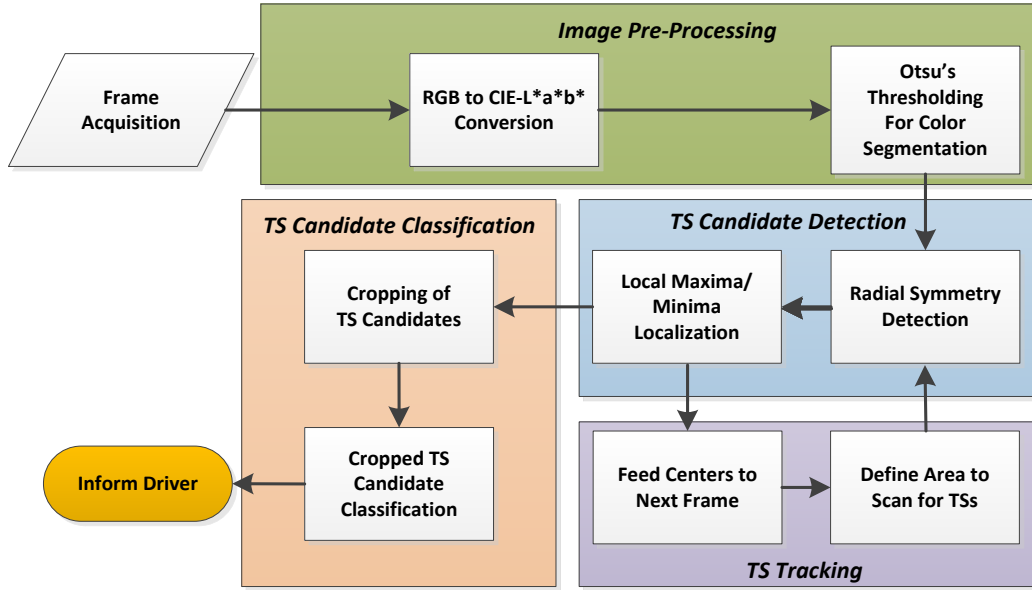 Image Pre-Processing
Frame
Acquisition
RGB to CIE-L*a*b*
Conversion
Otsu's
Thresholding
For Color
Segmentation
TS Candidate Classification
Cropping of
TS Candidates
Cropped TS
Candidate
Classification
Inform Driver
TS Candidate Detection
Local Maxima/
Minima
Localization
Radial Symmetry
Detection
Feed Centers to
Next Frame
Define Area to
Scan for TSs
TS Tracking